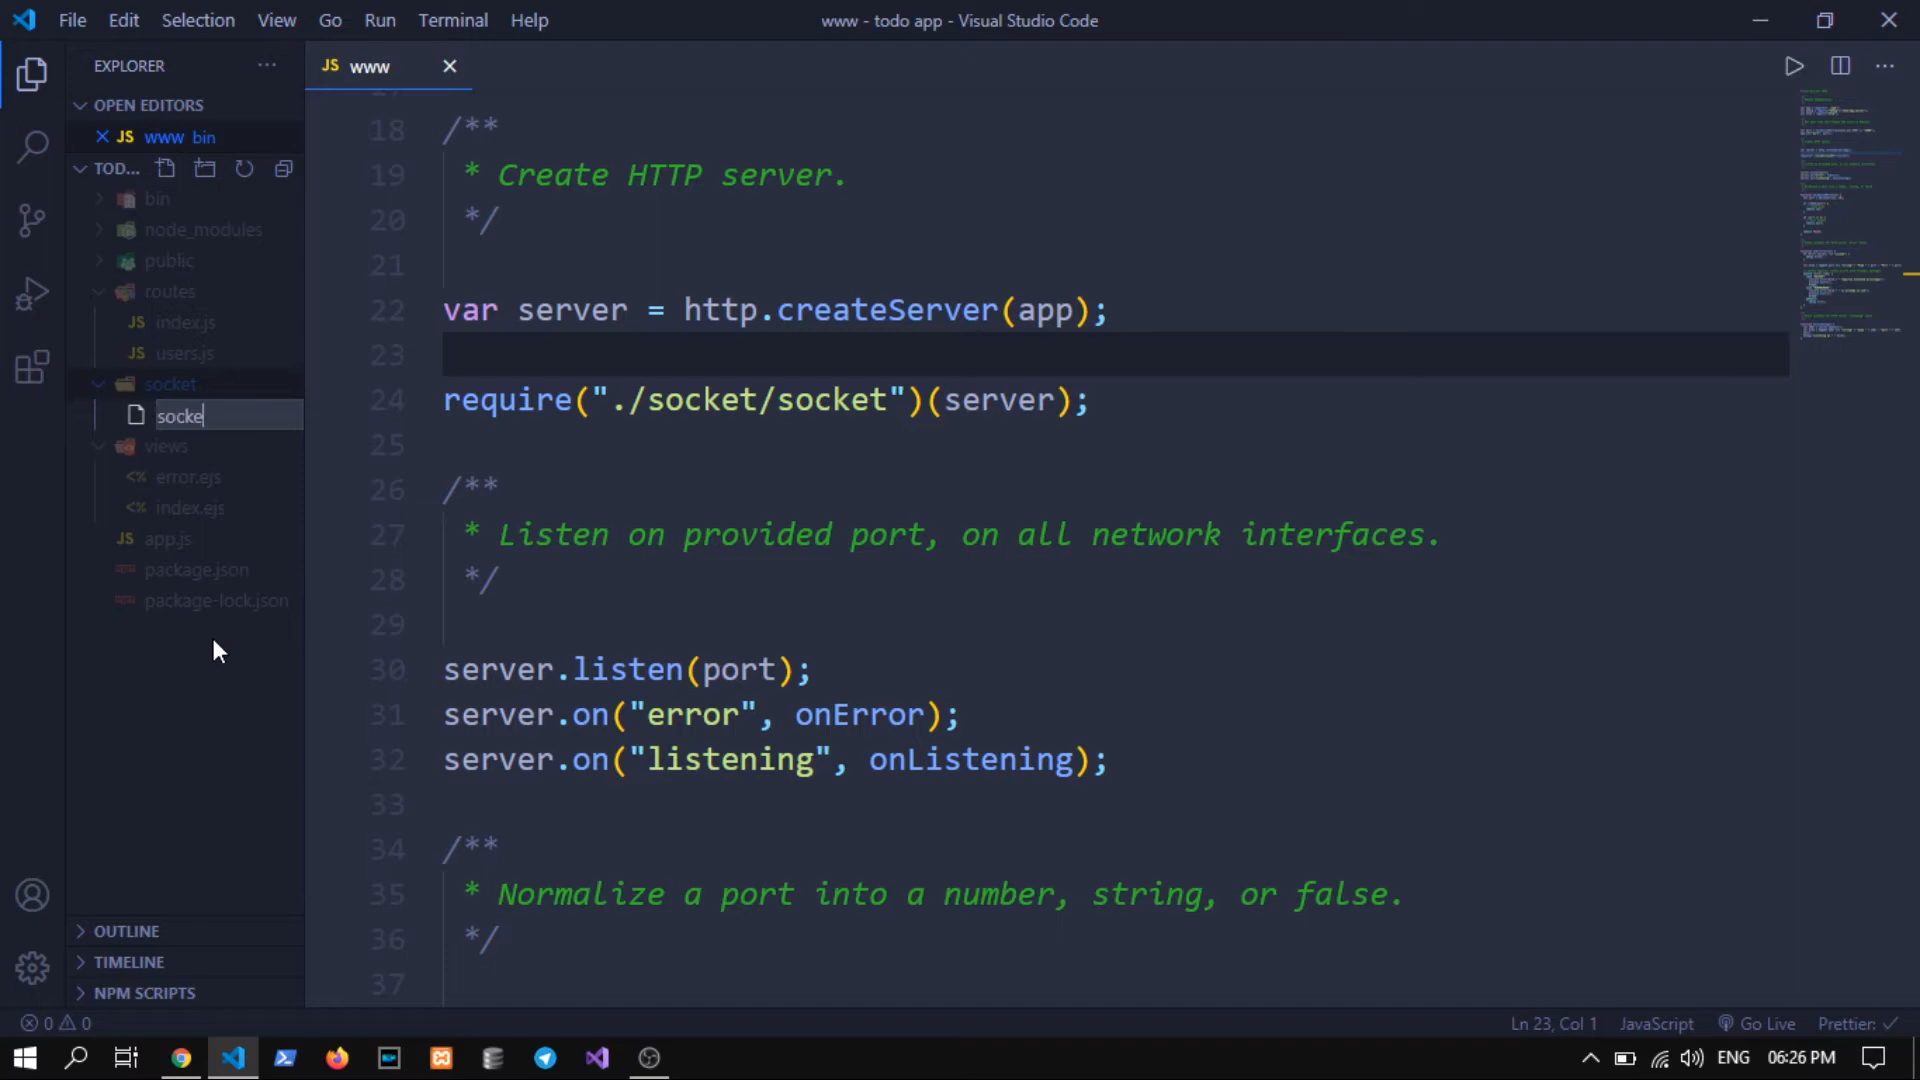 File Edit Selection View Go Run Terminal Help
www - todo app - Visual Studio Code
EXPLORER
OPEN EDITORS
JS www bin
TOD...
bin
node_modules
public
routes
JS index.js
JS users.js
socket
socke
views
<% error.ejs
<% index.ejs
JS app.js
package.json
package-lock.json
OUTLINE
TIMELINE
NPM SCRIPTS
JS www
18 /**
19 * Create HTTP server.
20 */
21
22 var server = http.createServer(app);
23
24 require("./socket/socket")(server);
25
26 /**
27 * Listen on provided port, on all network interfaces.
28 */
29
30 server.listen(port);
31 server.on("error", onError);
32 server.on("listening", onListening);
33
34 /**
35 * Normalize a port into a number, string, or false.
36 */
37
0 0
Ln 23, Col 1 JavaScript Go Live Prettier: ✓
ENG 06:26 PM